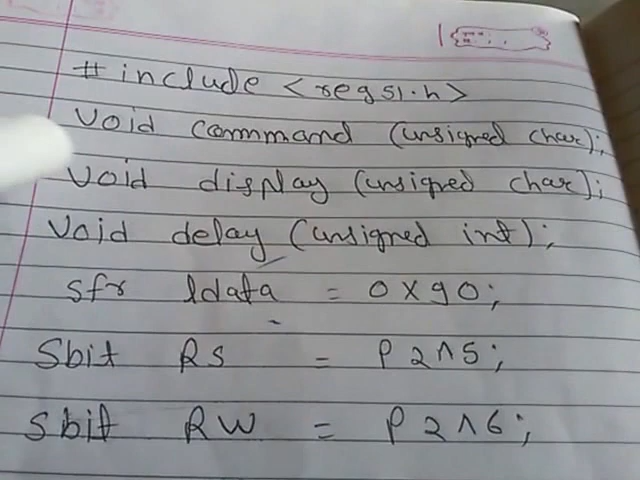 #include <reg51.h>
Void command (unsigned char);
Void display (unsigned char);
Void delay (unsigned int);
sfr ldata = 0x90;
Sbit RS = P2^5;
Sbit RW = P2^6;